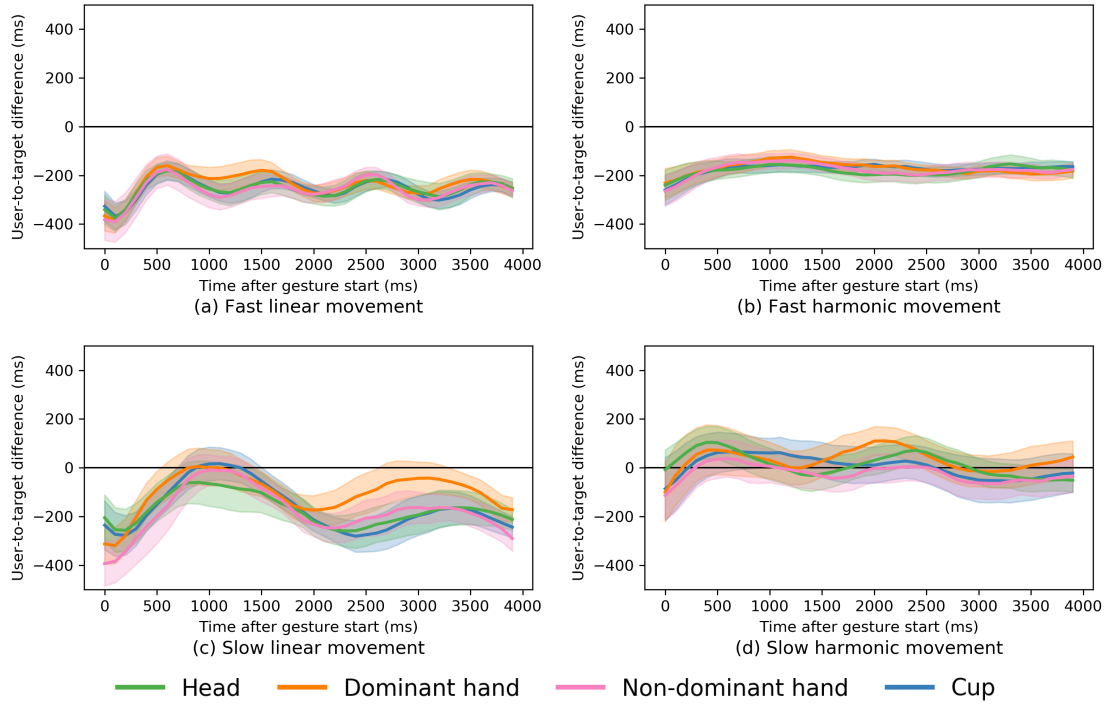 User-to-target difference (ms)
400
200
0
−200
−400
0 500 1000 1500 2000 2500 3000 3500 4000
Time after gesture start (ms)
(a) Fast linear movement
User-to-target difference (ms)
400
200
0
−200
−400
0 500 1000 1500 2000 2500 3000 3500 4000
Time after gesture start (ms)
(b) Fast harmonic movement
User-to-target difference (ms)
400
200
0
−200
−400
0 500 1000 1500 2000 2500 3000 3500 4000
Time after gesture start (ms)
(c) Slow linear movement
User-to-target difference (ms)
400
200
0
−200
−400
0 500 1000 1500 2000 2500 3000 3500 4000
Time after gesture start (ms)
(d) Slow harmonic movement
Head Dominant hand Non-dominant hand Cup